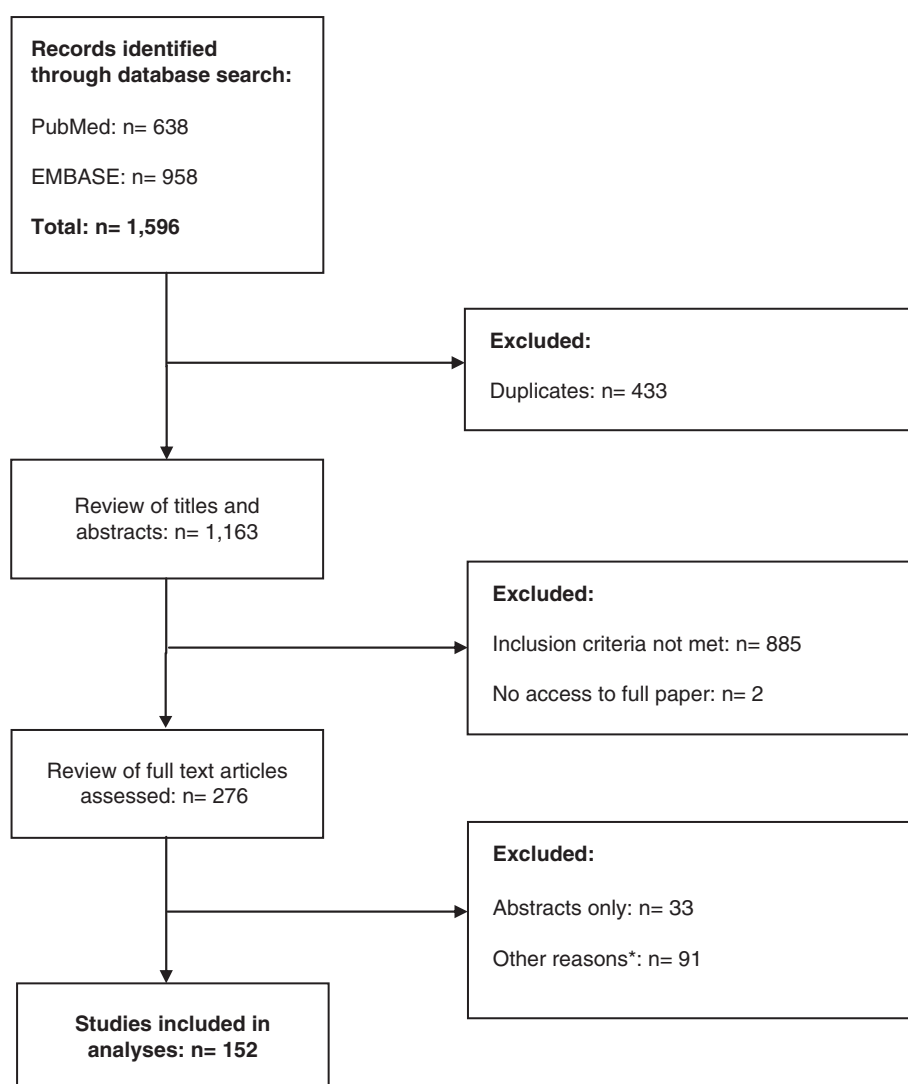 Records identified
through database search:
PubMed: n= 638
EMBASE: n= 958
Total: n= 1,596
Excluded:
Duplicates: n= 433
Review of titles and
abstracts: n= 1,163
Excluded:
Inclusion criteria not met: n= 885
No access to full paper: n= 2
Review of full text articles
assessed: n= 276
Excluded:
Abstracts only: n= 33
Other reasons*: n= 91
Studies included in
analyses: n= 152